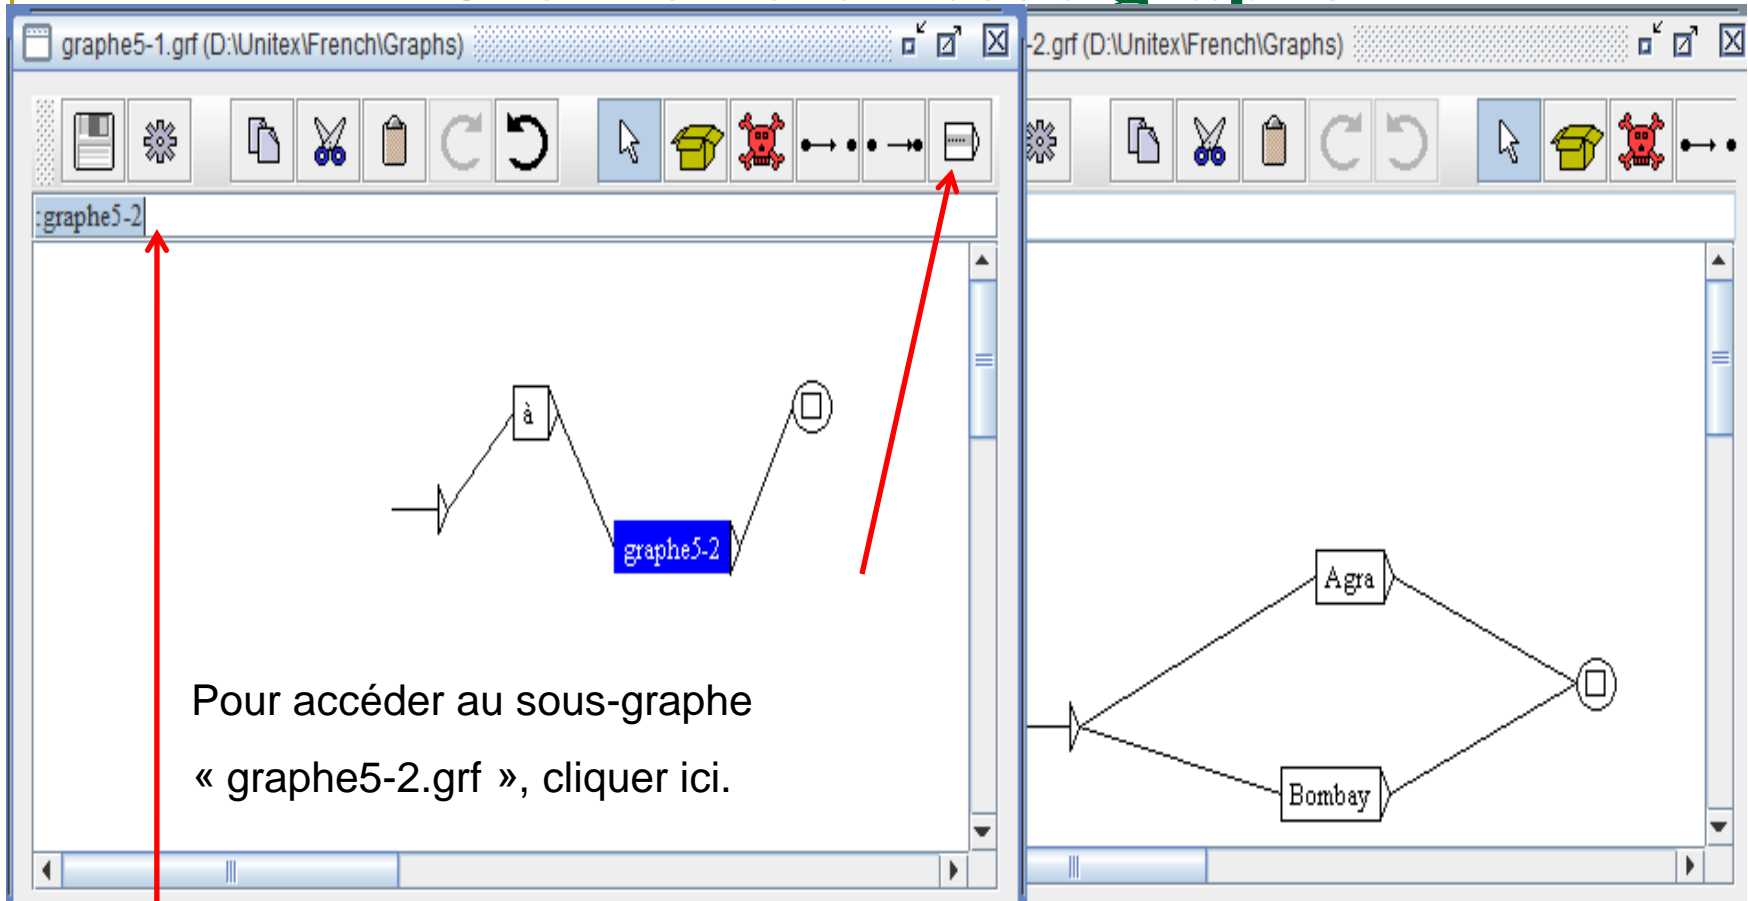 graphe5-1.grf (D:\Unitex\French\Graphs)
-2.grf (D:\Unitex\French\Graphs)
:graphe5-2
à
graphe5-2
Agra
Bombay
Pour accéder au sous-graphe
« graphe5-2.grf », cliquer ici.